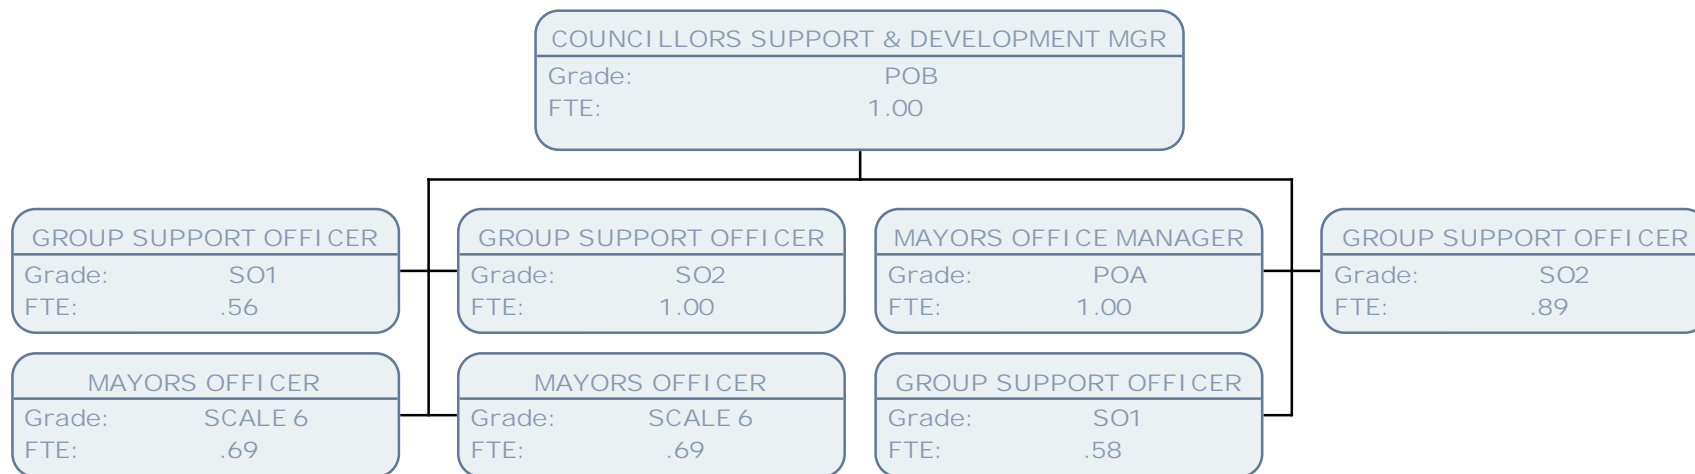 COUNCILLORS SUPPORT & DEVELOPMENT MGR
Grade: POB
FTE: 1.00
GROUP SUPPORT OFFICER
Grade: SO1
FTE: .56
GROUP SUPPORT OFFICER
Grade: SO2
FTE: 1.00
MAYORS OFFICE MANAGER
Grade: POA
FTE: 1.00
GROUP SUPPORT OFFICER
Grade: SO2
FTE: .89
MAYORS OFFICER
Grade: SCALE 6
FTE: .69
MAYORS OFFICER
Grade: SCALE 6
FTE: .69
GROUP SUPPORT OFFICER
Grade: SO1
FTE: .58